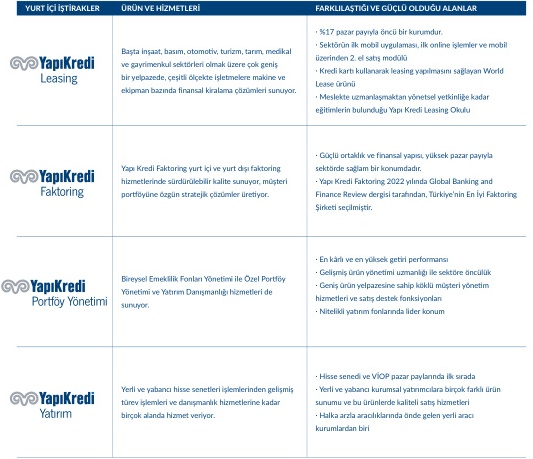 YURT İÇİ İŞTİRAKLER
ÜRÜN VE HİZMETLERİ
FARKLILAŞTIĞI VE GÜÇLÜ OLDUĞU ALANLAR
YapıKredi
Leasing
Başta inşaat, basım, otomotiv, turizm, tarım, medikal
ve gayrimenkul sektörleri olmak üzere çok geniş
bir yelpazede, çeşitli ölçekte işletmelere makine ve
ekipman bazında finansal kiralama çözümleri sunuyor.
· %17 pazar payıyla öncü bir kurumdur.
· Sektörün ilk mobil uygulaması, ilk online işlemler ve mobil
üzerinden 2. el satış modülü
· Kredi kartı kullanarak leasing yapılmasını sağlayan World
Lease ürünü
· Meslekte uzmanlaşmaktan yönetsel yetkinliğe kadar
eğitimlerin bulunduğu Yapı Kredi Leasing Okulu
YapıKredi
Faktoring
Yapı Kredi Faktoring yurt içi ve yurt dışı faktoring
hizmetlerinde sürdürülebilir kalite sunuyor, müşteri
portföyüne özgün stratejik çözümler üretiyor.
· Güçlü ortaklık ve finansal yapısı, yüksek pazar payıyla
sektörde sağlam bir konumdadır.
· Yapı Kredi Faktoring 2022 yılında Global Banking and
Finance Review dergisi tarafından, Türkiye'nin En İyi Faktoring
Şirketi seçilmiştir.
YapıKredi
Portföy Yönetimi
Bireysel Emeklilik Fonları Yönetimi ile Özel Portföy
Yönetimi ve Yatırım Danışmanlığı hizmetleri de
sunuyor.
· En kârlı ve en yüksek getiri performansı
· Gelişmiş ürün yönetimi uzmanlığı ile sektöre öncülük
· Geniş ürün yelpazesine sahip köklü müşteri yönetim
hizmetleri ve satış destek fonksiyonları
· Nitelikli yatırım fonlarında lider konum
YapıKredi
Yatırım
Yerli ve yabancı hisse senetleri işlemlerinden gelişmiş
türev işlemleri ve danışmanlık hizmetlerine kadar
birçok alanda hizmet veriyor.
· Hisse senedi ve VİOP pazar paylarında ilk sırada
· Yerli ve yabancı kurumsal yatırımcılara birçok farklı ürün
sunumu ve bu ürünlerde kaliteli satış hizmetleri
· Halka arzla aracılıklarında önde gelen yerli aracı
kurumlardan biri